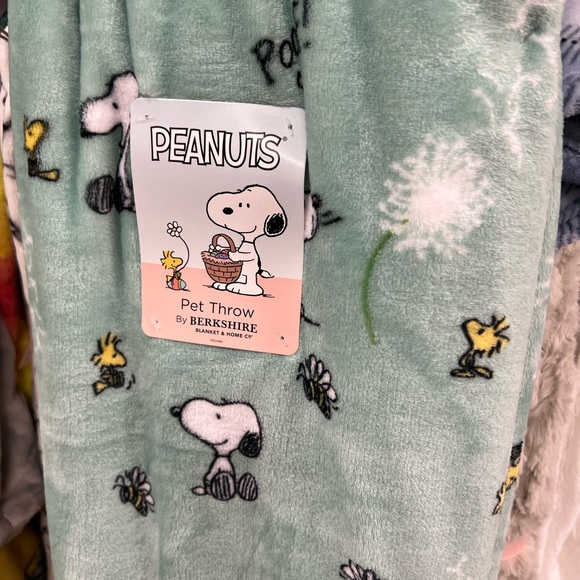 PEANUTS
Pet Throw
By BERKSHIRE
BLANKET & HOME CO